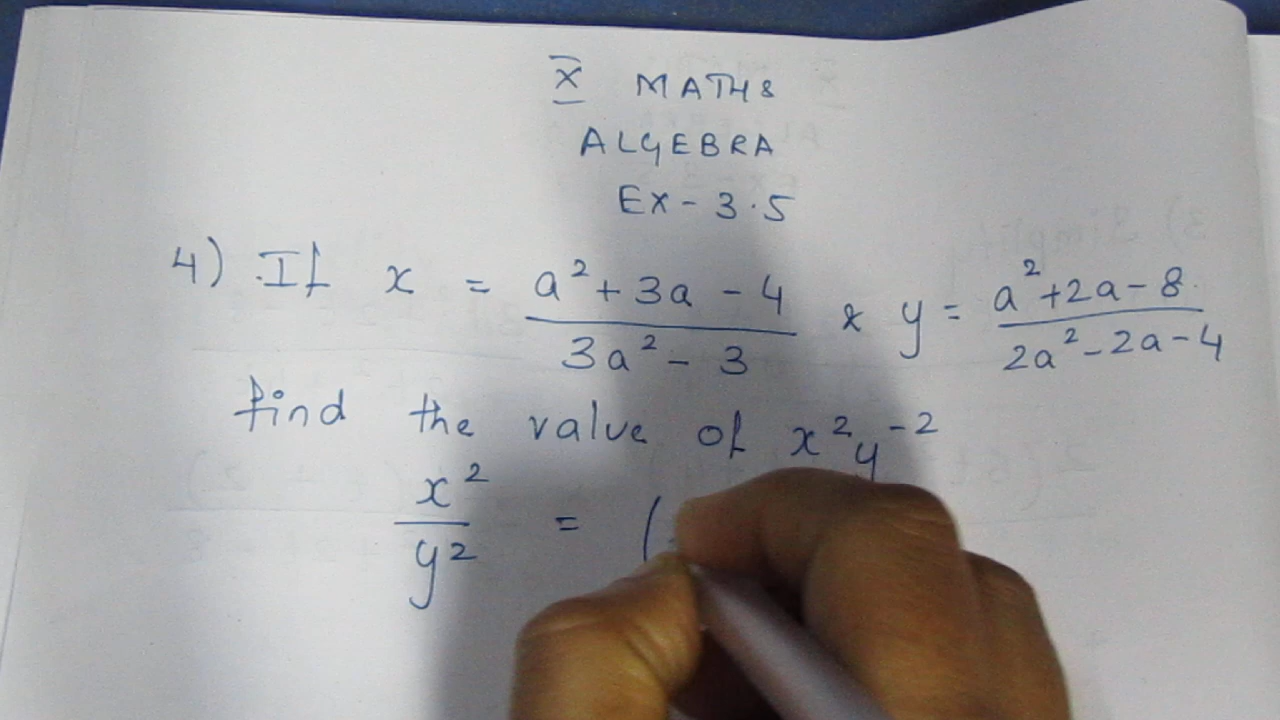 X MATHS
ALGEBRA
EX - 3.5
4) If x = (a²+3a-4)/(3a²-3) & y = (a²+2a-8)/(2a²-2a-4)
find the value of x²y⁻²
x²/y² = (